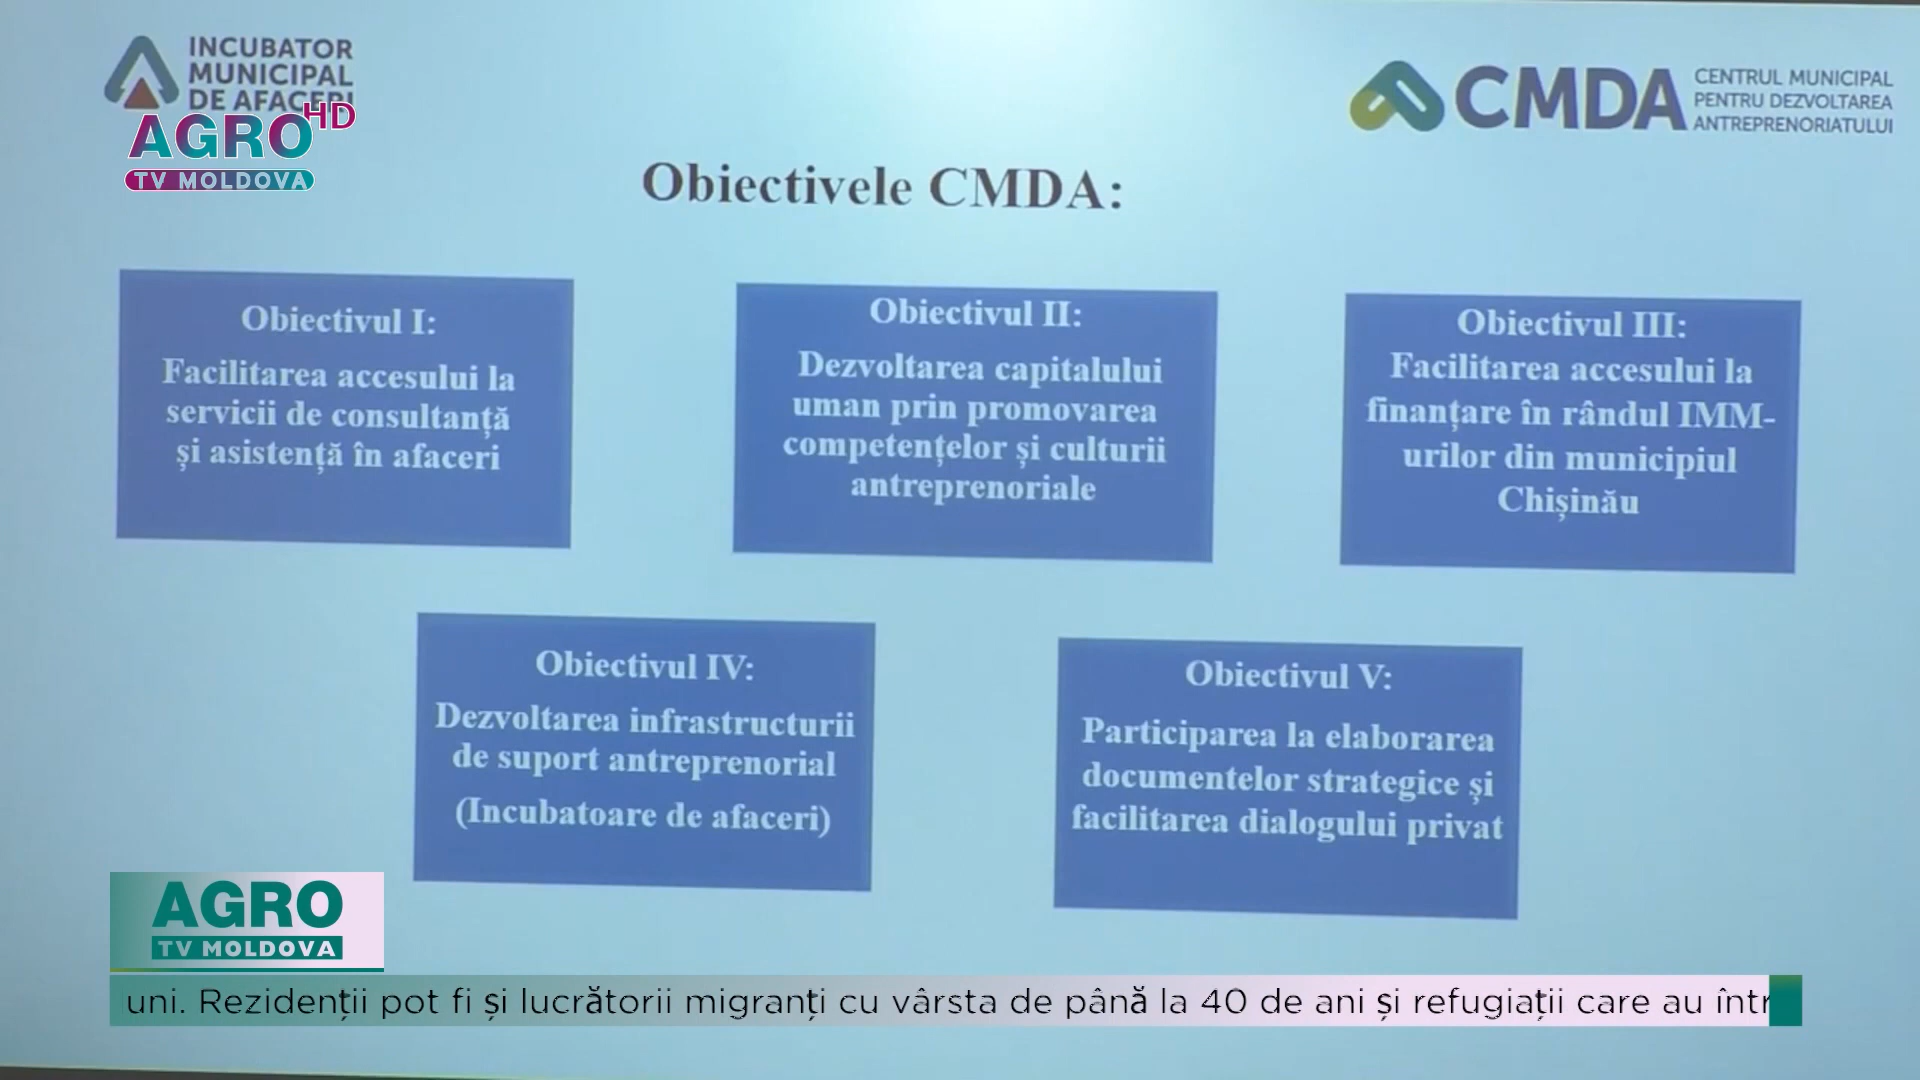 INCUBATOR
MUNICIPAL
DE AFACERI
AGRO HD
TV MOLDOVA
CMDA
CENTRUL MUNICIPAL
PENTRU DEZVOLTAREA
ANTREPRENORIATULUI
Obiectivele CMDA:
Obiectivul I:
Facilitarea accesului la
servicii de consultanță
și asistență în afaceri
Obiectivul II:
Dezvoltarea capitalului
uman prin promovarea
competențelor și culturii
antreprenoriale
Obiectivul III:
Facilitarea accesului la
finanțare în rândul IMM-
urilor din municipiul
Chișinău
Obiectivul IV:
Dezvoltarea infrastructurii
de suport antreprenorial
(Incubatoare de afaceri)
Obiectivul V:
Participarea la elaborarea
documentelor strategice și
facilitarea dialogului privat
AGRO
TV MOLDOVA
uni. Rezidenții pot fi și lucrătorii migranți cu vârsta de până la 40 de ani și refugiații care au într